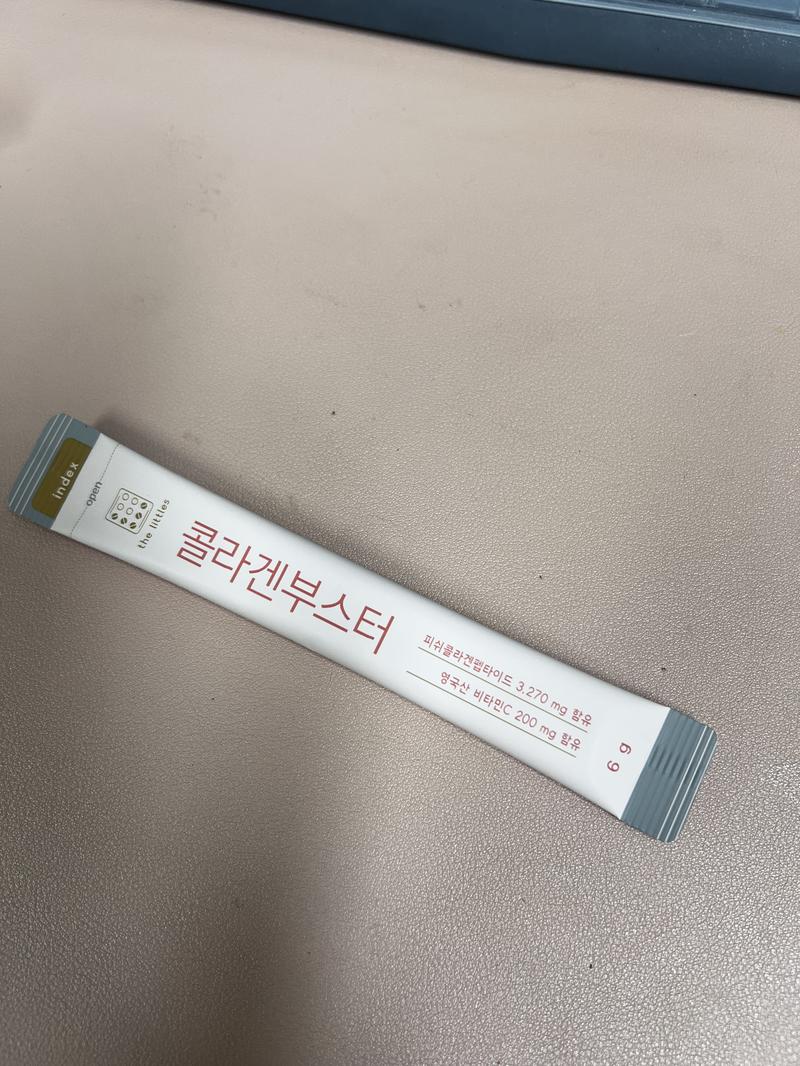 index
open
the littles
콜라겐부스터
피쉬콜라겐펩타이드 3,270 mg 함유
영국산 비타민C 200 mg 함유
6 g